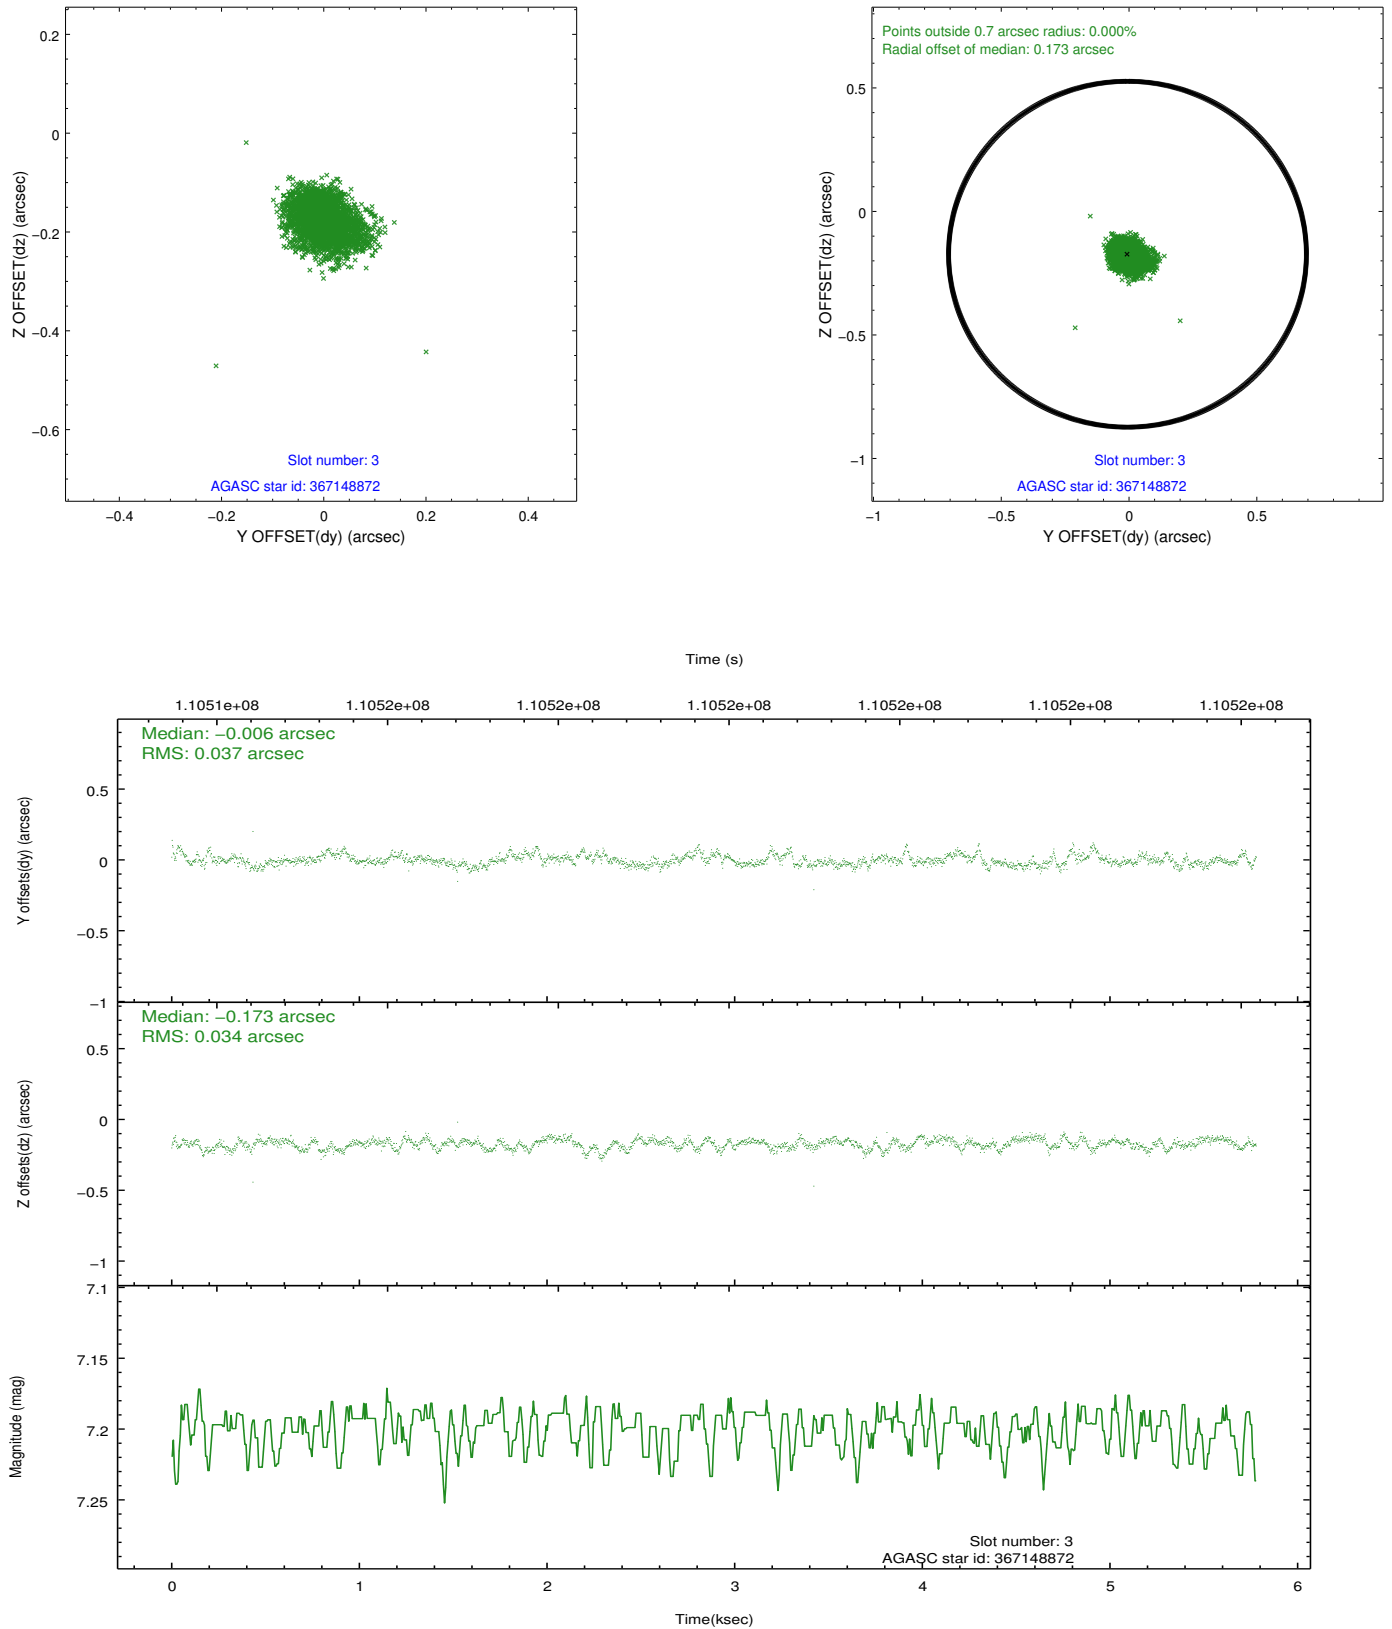 0.2
0
−0.2
−0.4
−0.6
Z OFFSET(dz) (arcsec)
Slot number: 3
AGASC star id: 367148872
−0.4
−0.2
0
0.2
0.4
Y OFFSET(dy) (arcsec)
Points outside 0.7 arcsec radius: 0.000%
Radial offset of median: 0.173 arcsec
0.5
0
−0.5
−1
Z OFFSET(dz) (arcsec)
Slot number: 3
AGASC star id: 367148872
−1
−0.5
0
0.5
Y OFFSET(dy) (arcsec)
Time (s)
1.1051e+08
1.1052e+08
1.1052e+08
1.1052e+08
1.1052e+08
1.1052e+08
1.1052e+08
Median: −0.006 arcsec
RMS: 0.037 arcsec
0.5
0
−0.5
−1
Y offsets(dy) (arcsec)
Median: −0.173 arcsec
RMS: 0.034 arcsec
0.5
0
−0.5
−1
Z offsets(dz) (arcsec)
7.1
7.15
7.2
7.25
Magnitude (mag)
Slot number: 3
AGASC star id: 367148872
0
1
2
3
4
5
6
Time(ksec)